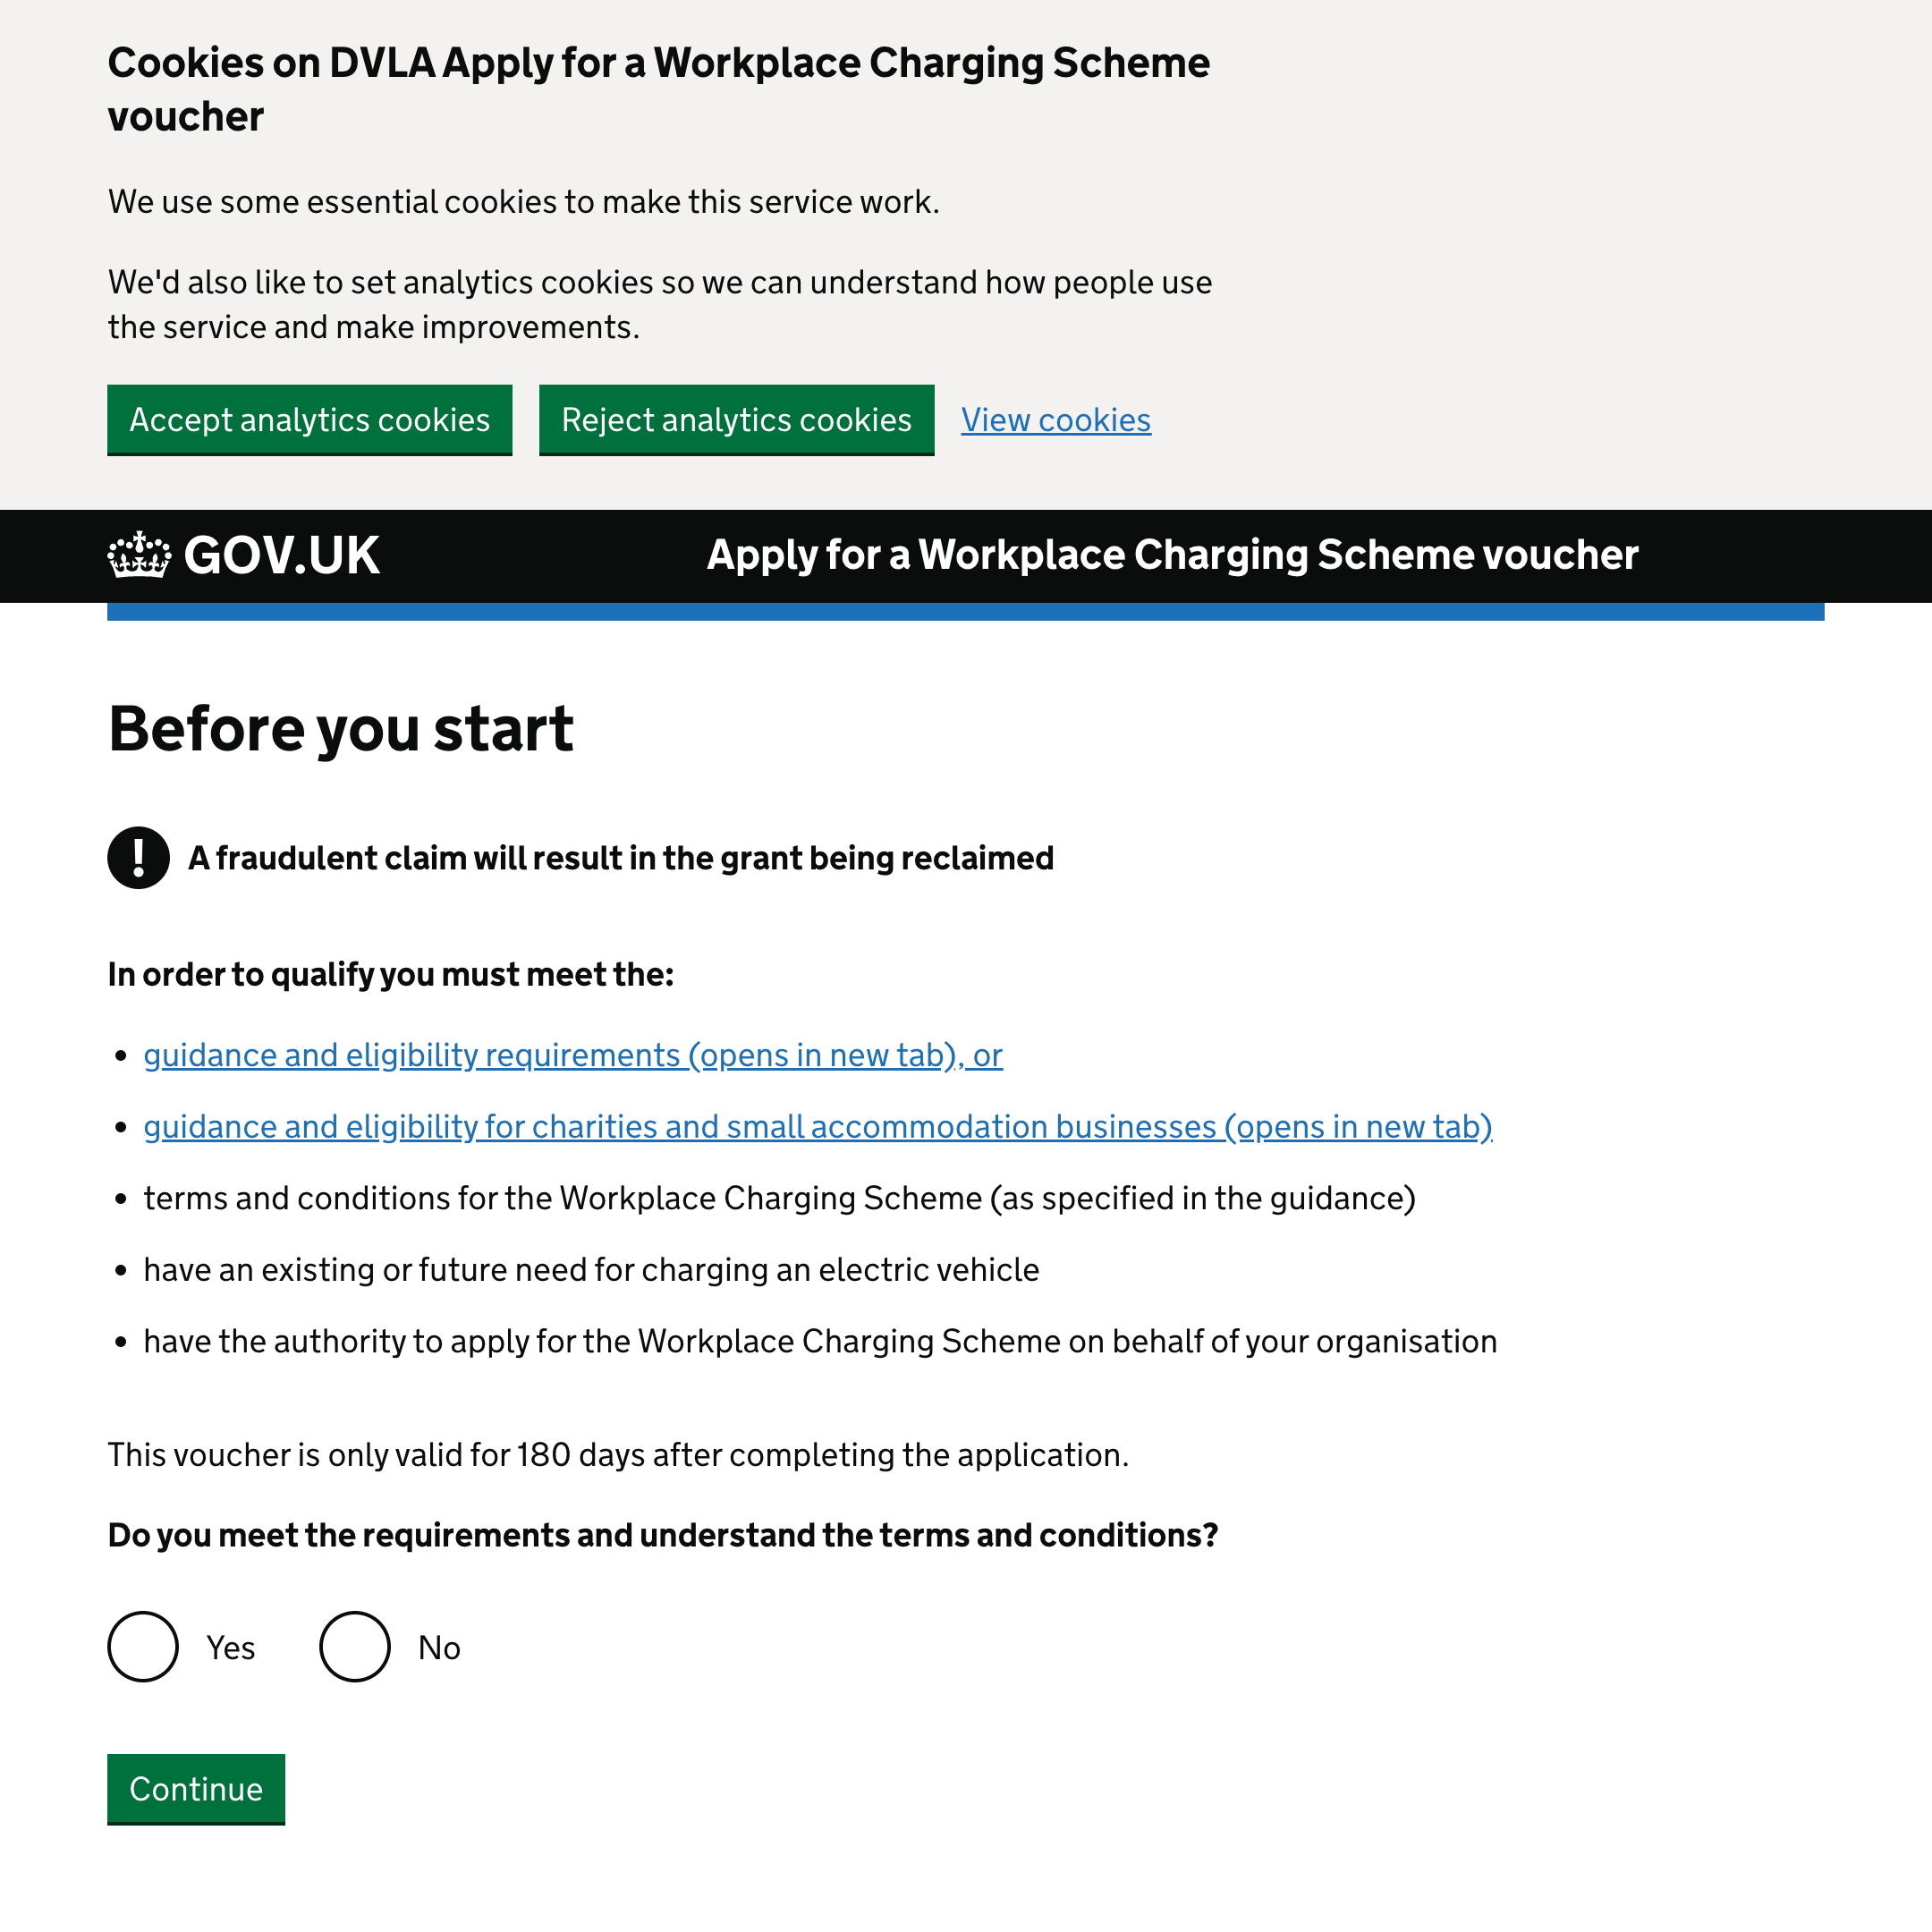 Cookies on DVLA Apply for a Workplace Charging Scheme
voucher
We use some essential cookies to make this service work.
We'd also like to set analytics cookies so we can understand how people use
the service and make improvements.
Accept analytics cookies Reject analytics cookies View cookies
GOV.UK Apply for a Workplace Charging Scheme voucher
Before you start
! A fraudulent claim will result in the grant being reclaimed
In order to qualify you must meet the:
• guidance and eligibility requirements (opens in new tab), or
• guidance and eligibility for charities and small accommodation businesses (opens in new tab)
• terms and conditions for the Workplace Charging Scheme (as specified in the guidance)
• have an existing or future need for charging an electric vehicle
• have the authority to apply for the Workplace Charging Scheme on behalf of your organisation
This voucher is only valid for 180 days after completing the application.
Do you meet the requirements and understand the terms and conditions?
Yes No
Continue